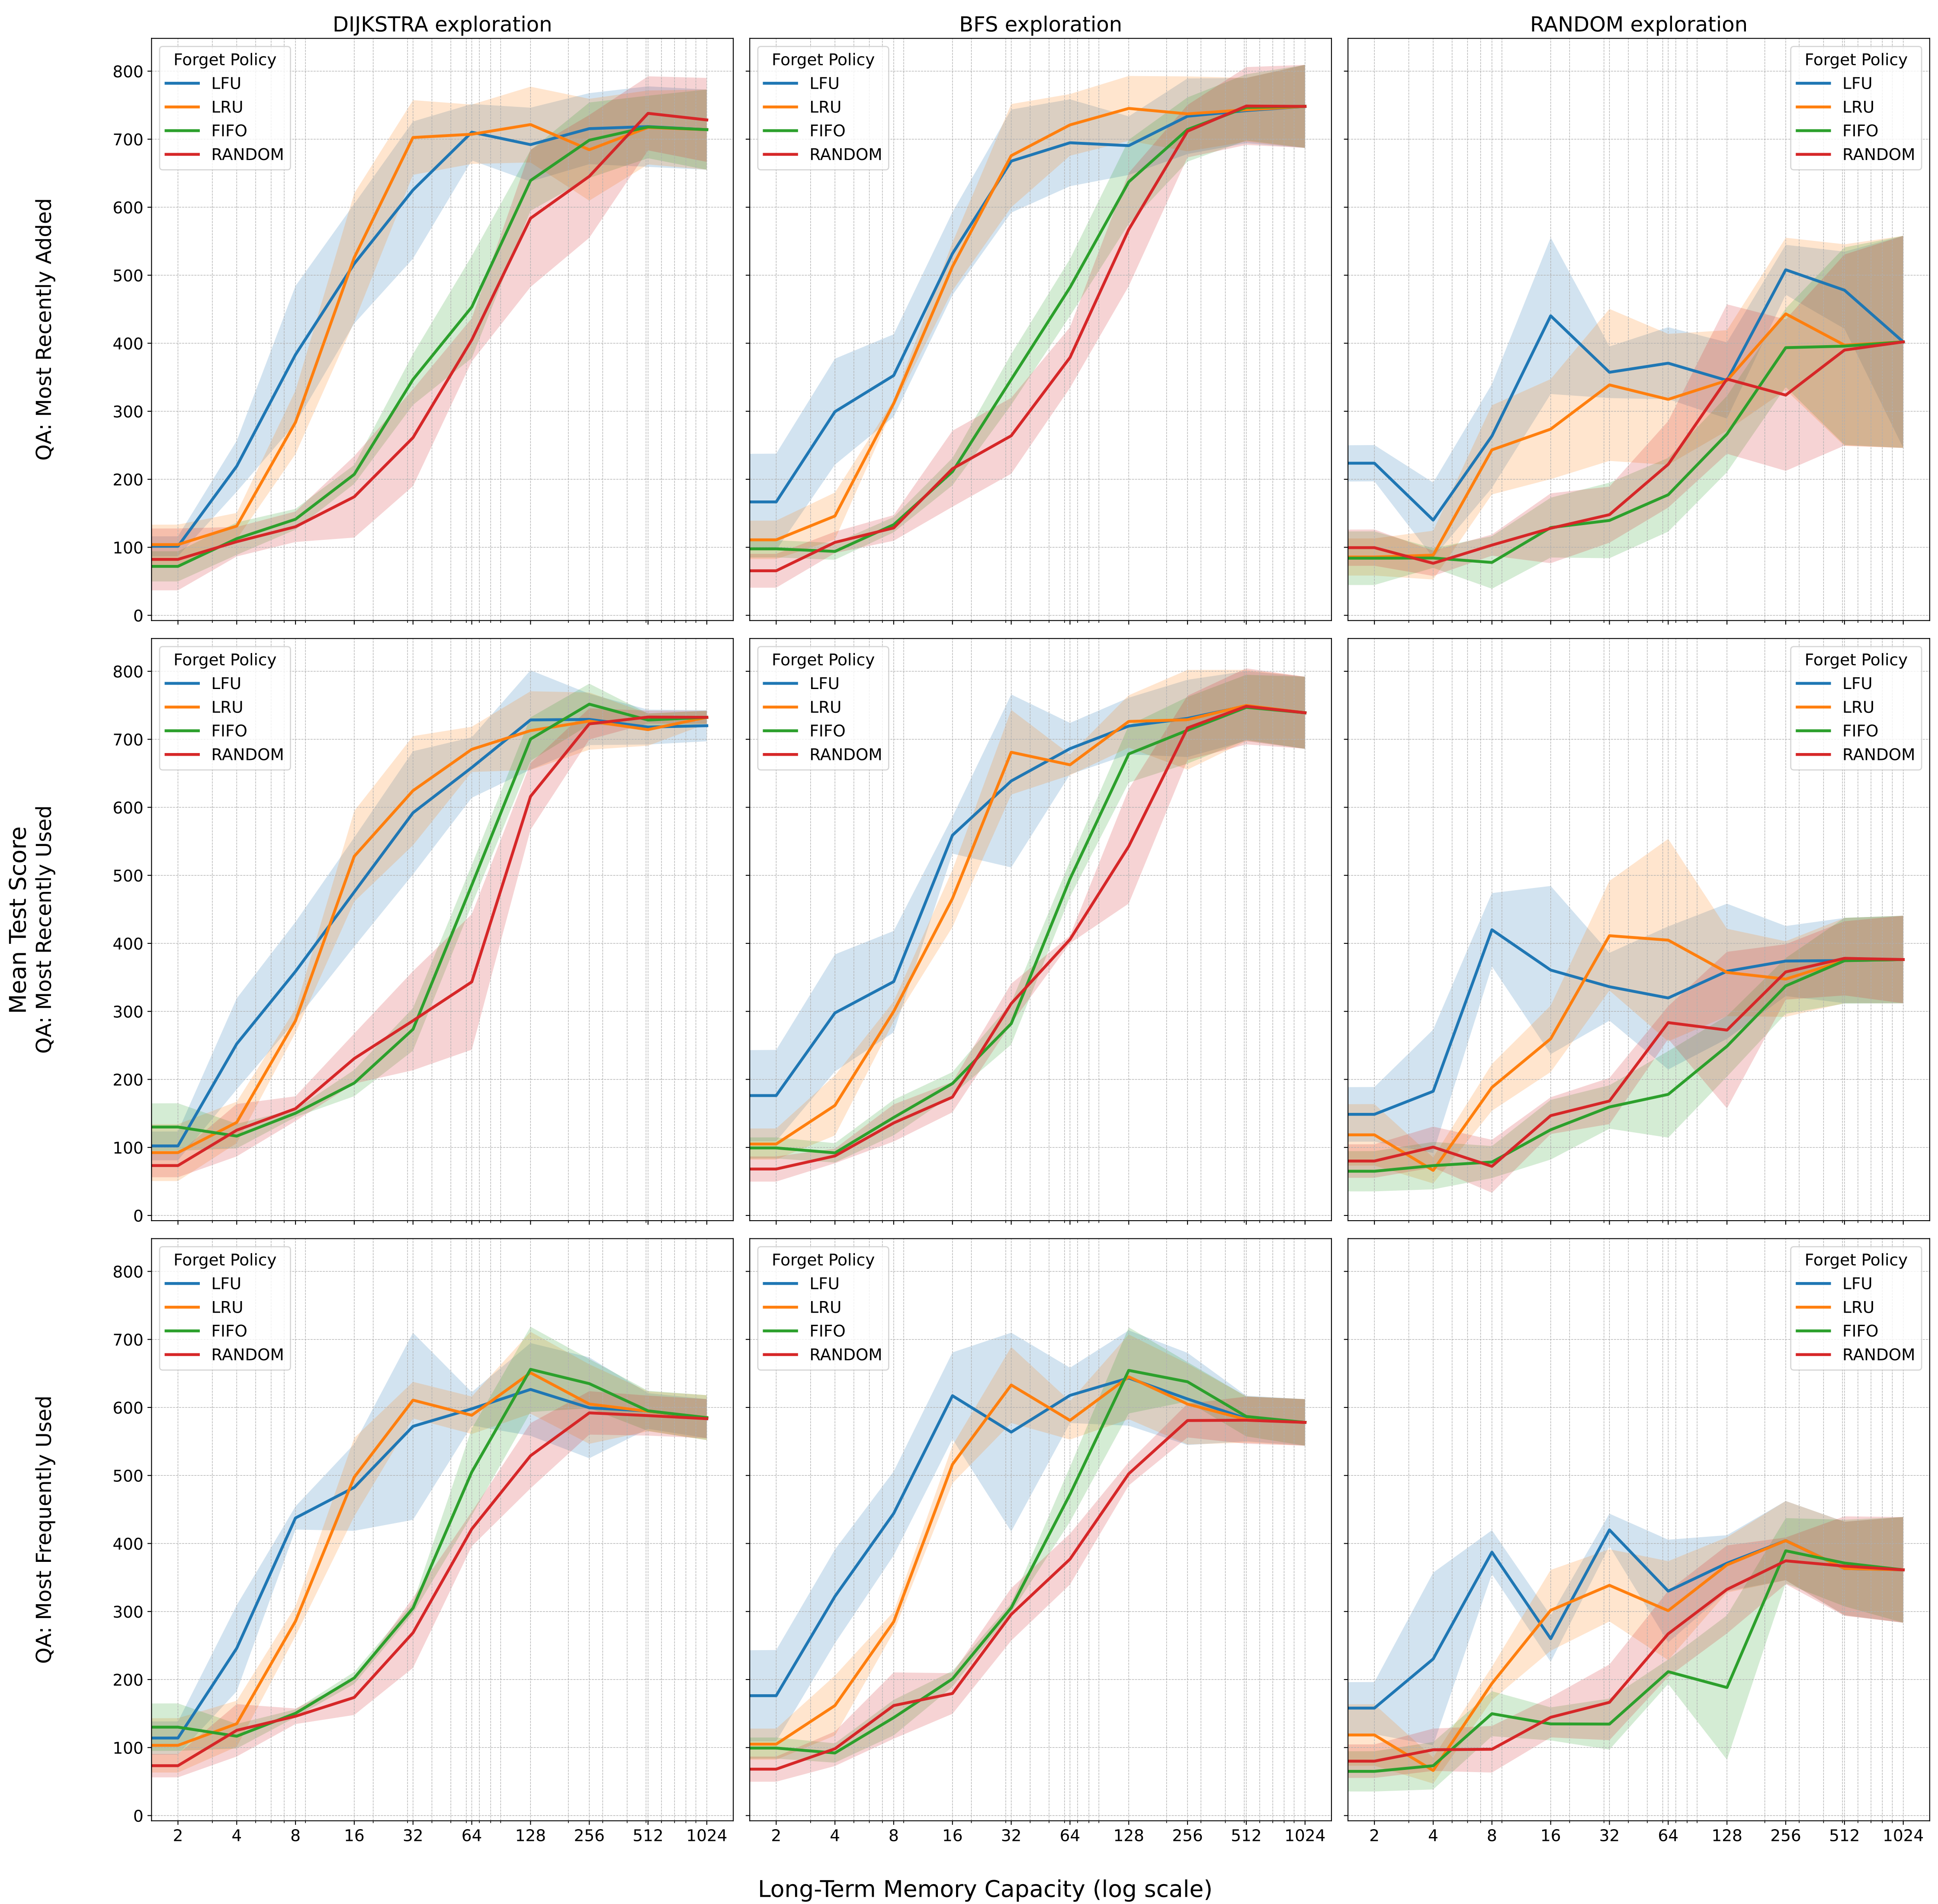 DIJKSTRA exploration
BFS exploration
RANDOM exploration
Mean Test Score
QA: Most Recently Added
800
700
600
500
400
300
200
100
0
Forget Policy
LFU
LRU
FIFO
RANDOM
Forget Policy
LFU
LRU
FIFO
RANDOM
Forget Policy
LFU
LRU
FIFO
RANDOM
QA: Most Recently Used
800
700
600
500
400
300
200
100
0
Forget Policy
LFU
LRU
FIFO
RANDOM
Forget Policy
LFU
LRU
FIFO
RANDOM
Forget Policy
LFU
LRU
FIFO
RANDOM
QA: Most Frequently Used
800
700
600
500
400
300
200
100
0
Forget Policy
LFU
LRU
FIFO
RANDOM
Forget Policy
LFU
LRU
FIFO
RANDOM
Forget Policy
LFU
LRU
FIFO
RANDOM
2 4 8 16 32 64 128 256 512 1024
2 4 8 16 32 64 128 256 512 1024
2 4 8 16 32 64 128 256 512 1024
Long-Term Memory Capacity (log scale)